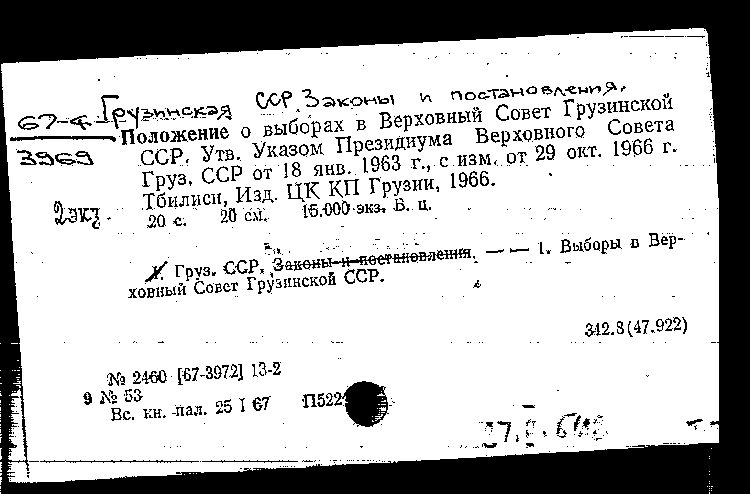 Грузинская ССР. Законы и постановления.
67-4
3969
Положение о выборах в Верховный Совет Грузинской
ССР. Утв. Указом Президиума Верховного Совета
Груз. ССР от 18 янв. 1963 г., с изм. от 29 окт. 1966 г.
Тбилиси, Изд. ЦК КП Грузии, 1966.
2экз.
20 с. 20 см. 15.000 экз. Б. ц.
Груз. ССР. Законы и постановления. — — 1. Выборы в Вер-
ховный Совет Грузинской ССР.
342.8(47.922)
№ 2460 [67-3972] 13-2
9 № 53
Вс. кн. пал. 25 I 67 П522